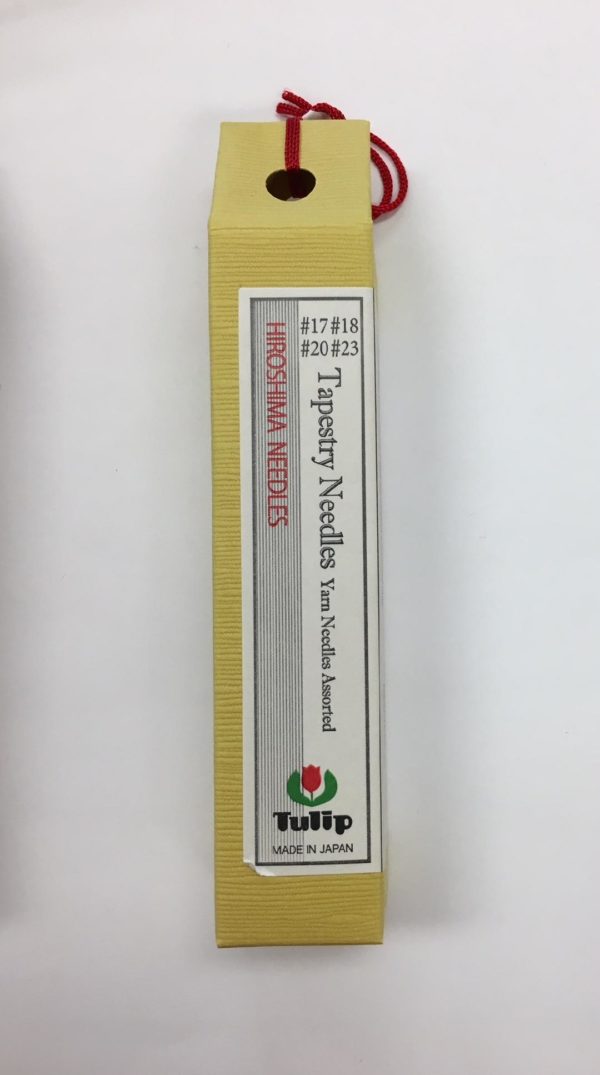 #17 #18
#20 #23
Tapestry Needles Yarn Needles Assorted
HIROSHIMA NEEDLES
Tulip
MADE IN JAPAN